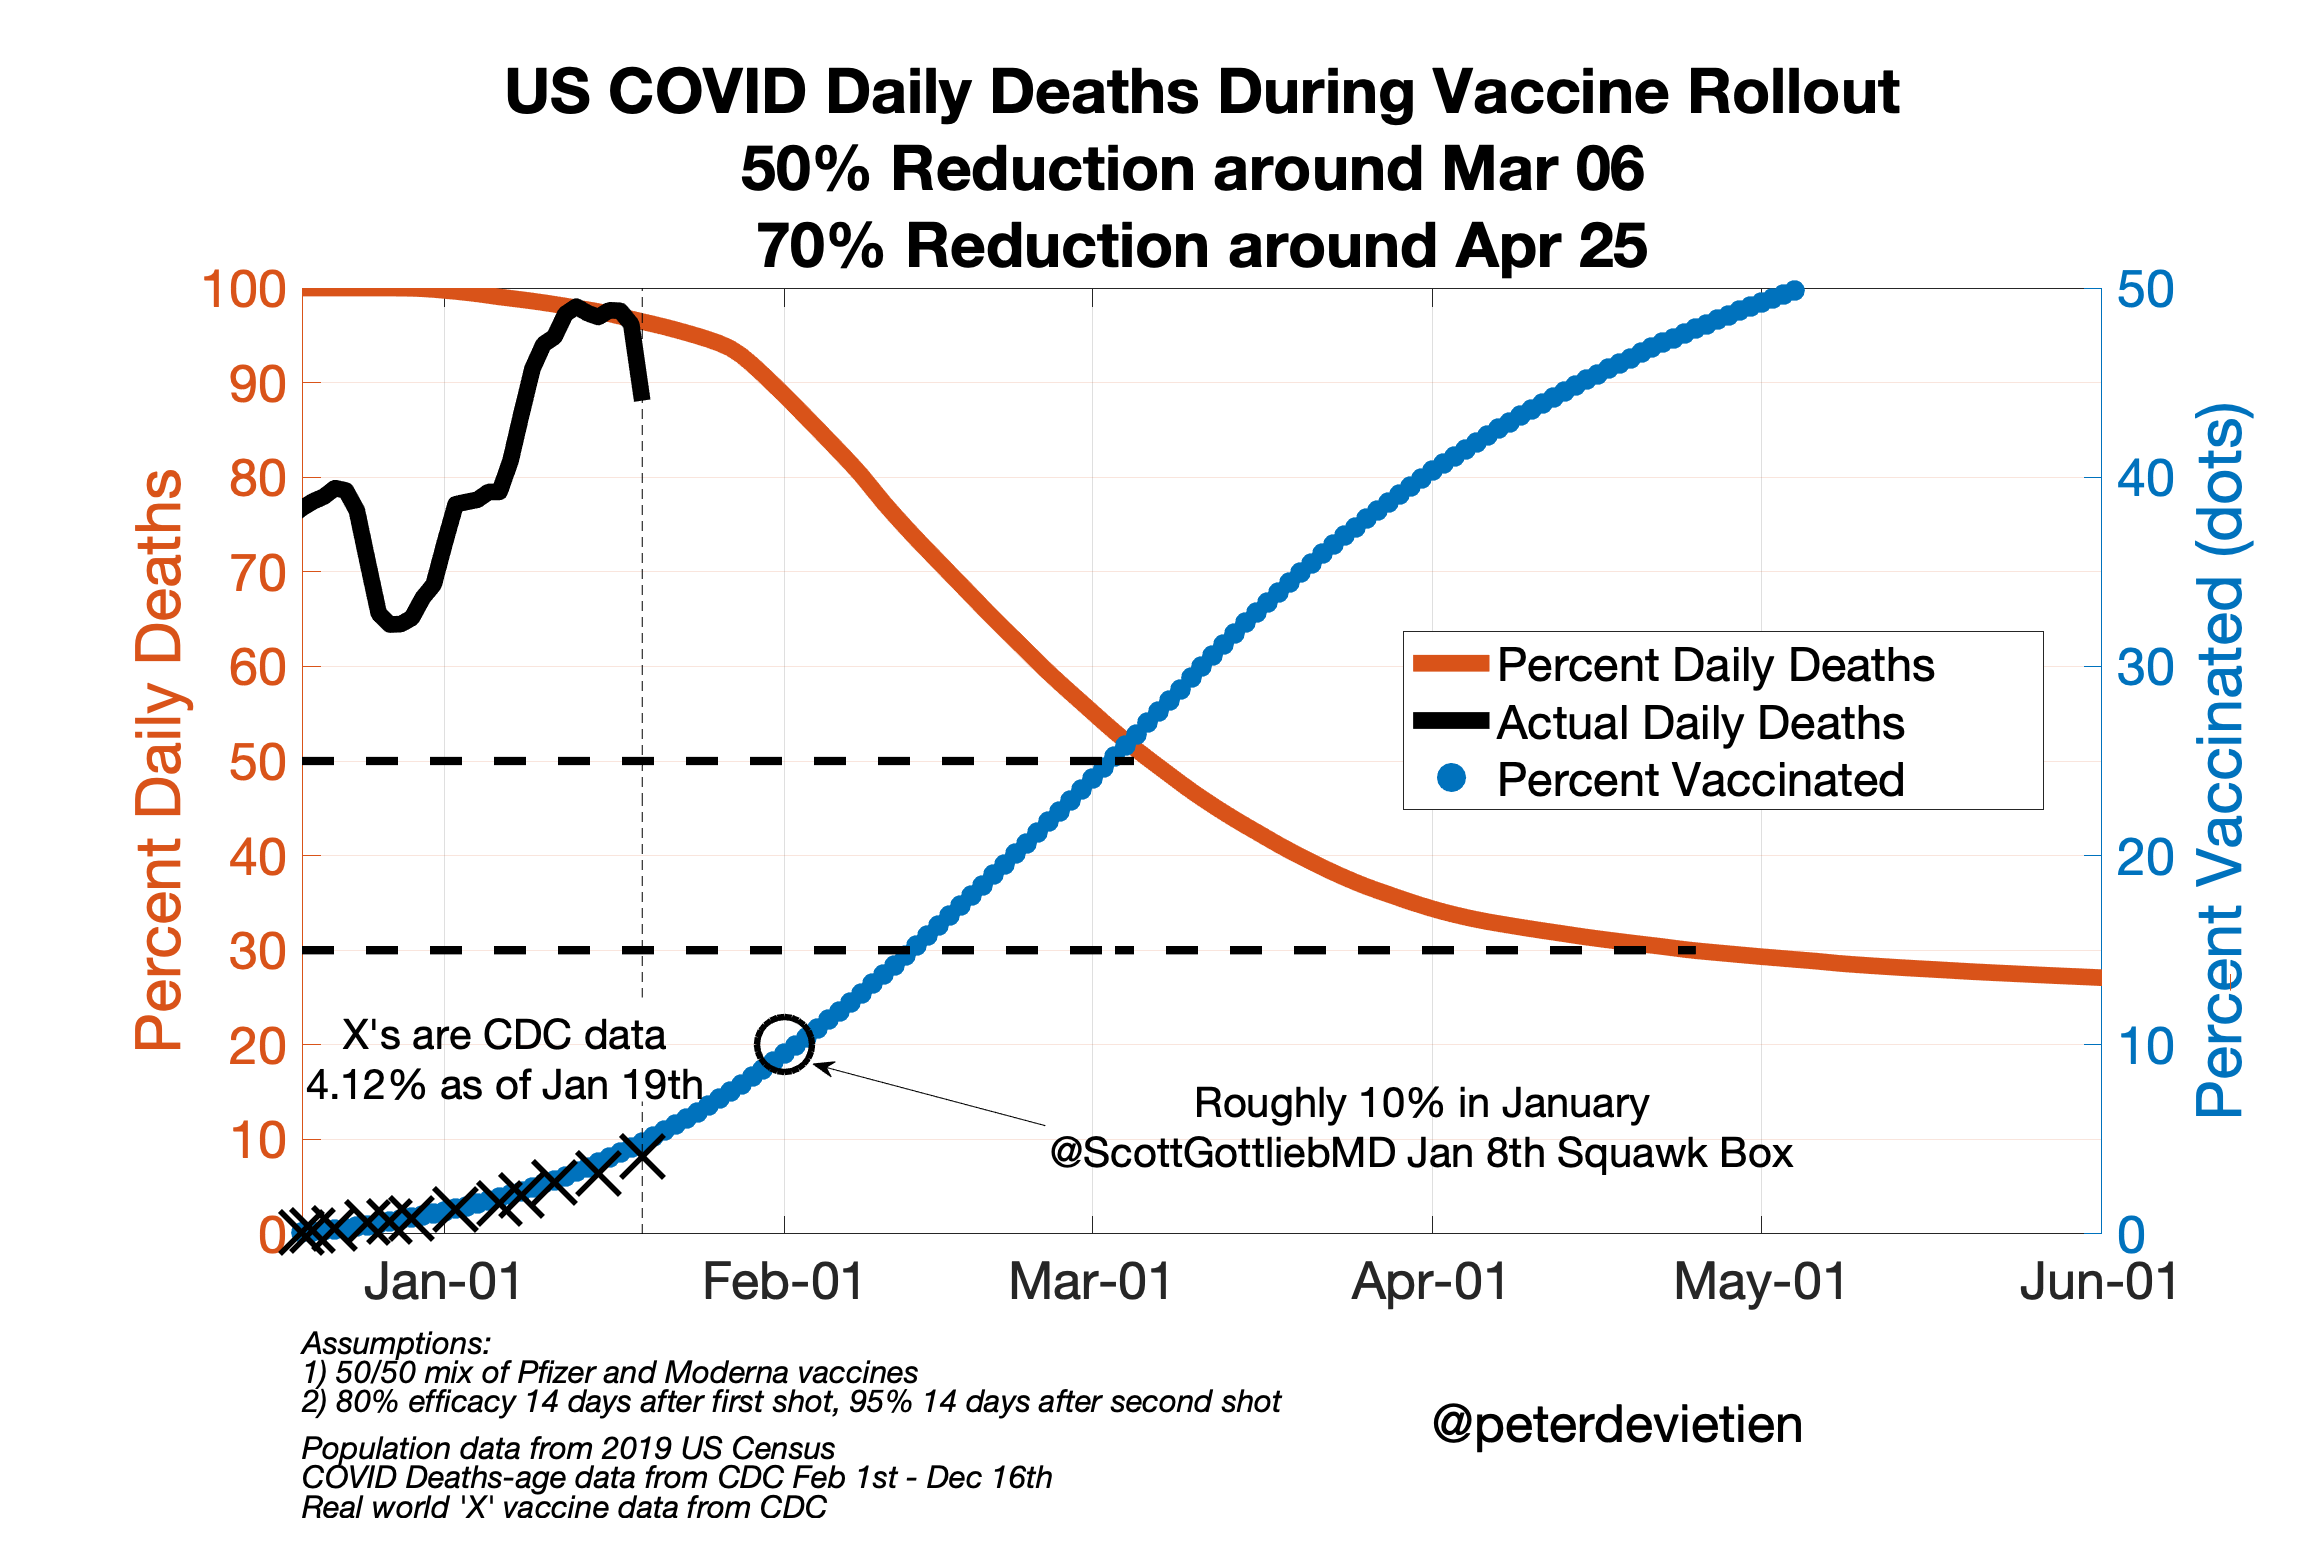 US COVID Daily Deaths During Vaccine Rollout
50% Reduction around Mar 06
70% Reduction around Apr 25
100
90
80
70
60
50
40
30
20
10
0
Percent Daily Deaths
50
40
30
20
10
0
Percent Vaccinated (dots)
Percent Daily Deaths
Actual Daily Deaths
Percent Vaccinated
X's are CDC data
4.12% as of Jan 19th
Roughly 10% in January
@ScottGottliebMD Jan 8th Squawk Box
Jan-01
Feb-01
Mar-01
Apr-01
May-01
Jun-01
Assumptions:
1) 50/50 mix of Pfizer and Moderna vaccines
2) 80% efficacy 14 days after first shot, 95% 14 days after second shot
Population data from 2019 US Census
COVID Deaths-age data from CDC Feb 1st - Dec 16th
Real world 'X' vaccine data from CDC
@peterdevietien